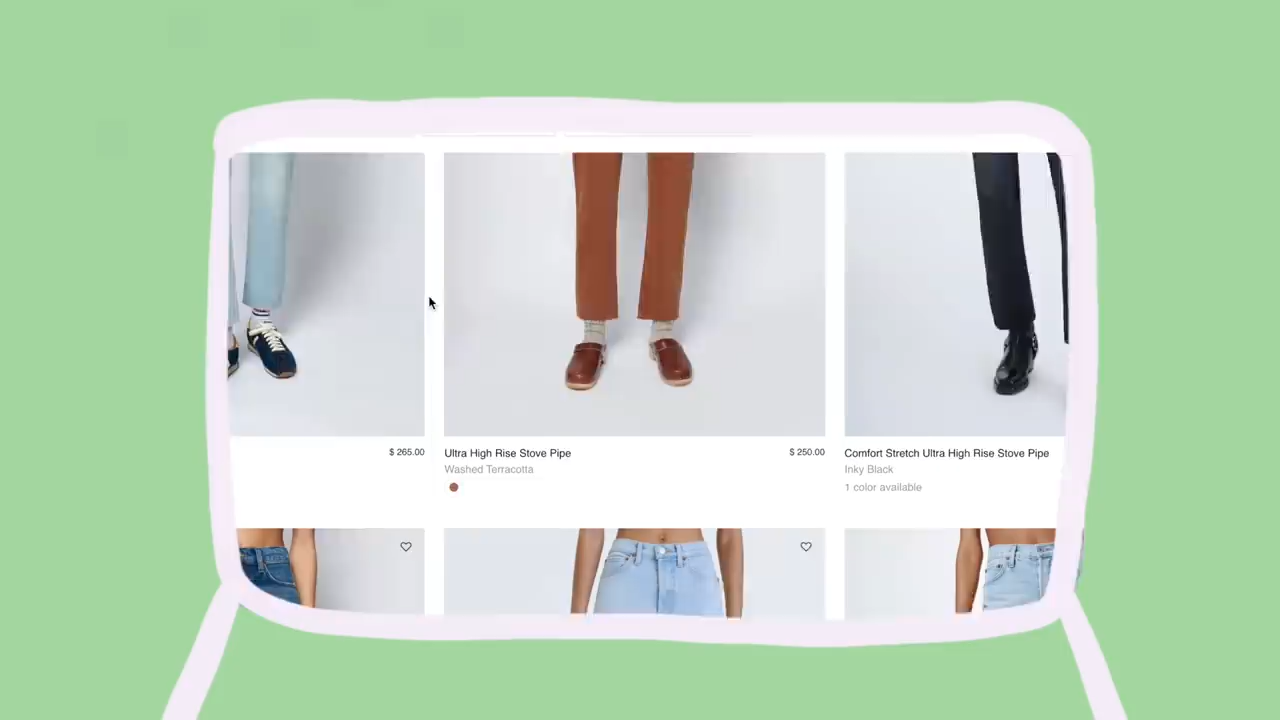 $ 265.00
Ultra High Rise Stove Pipe
$ 250.00
Washed Terracotta
Comfort Stretch Ultra High Rise Stove Pipe
Inky Black
1 color available